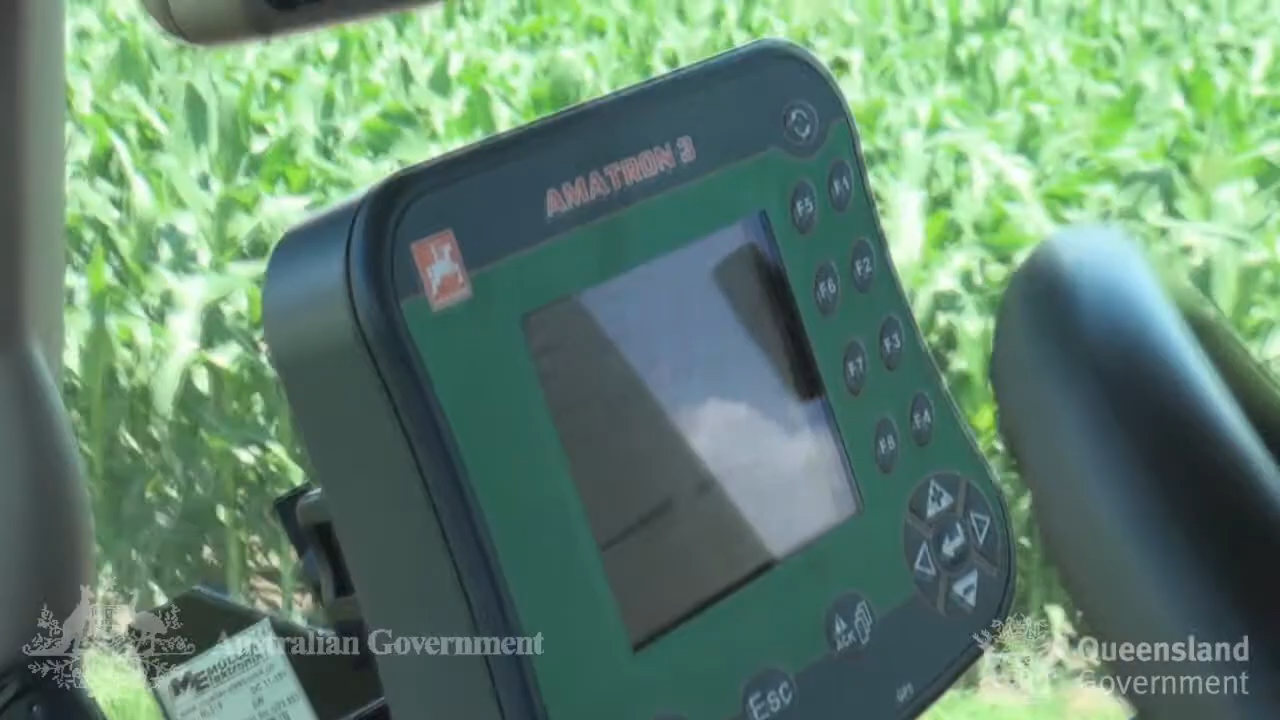 AMATRON 3
F5
F1
F6
F2
F7
F3
F8
F4
ACK
Esc
Australian Government
Queensland
Government